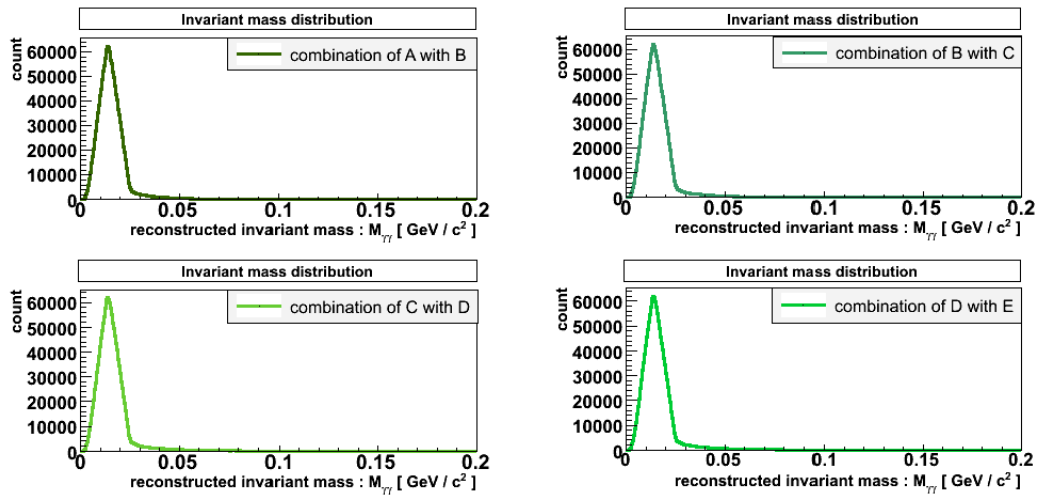 Invariant mass distribution
count
combination of A with B
60000
50000
40000
30000
20000
10000
0
0 0.05 0.1 0.15 0.2
reconstructed invariant mass : Mγγ [ GeV / c² ]
Invariant mass distribution
count
combination of B with C
60000
50000
40000
30000
20000
10000
0
0 0.05 0.1 0.15 0.2
reconstructed invariant mass : Mγγ [ GeV / c² ]
Invariant mass distribution
count
combination of C with D
60000
50000
40000
30000
20000
10000
0
0 0.05 0.1 0.15 0.2
reconstructed invariant mass : Mγγ [ GeV / c² ]
Invariant mass distribution
count
combination of D with E
60000
50000
40000
30000
20000
10000
0
0 0.05 0.1 0.15 0.2
reconstructed invariant mass : Mγγ [ GeV / c² ]